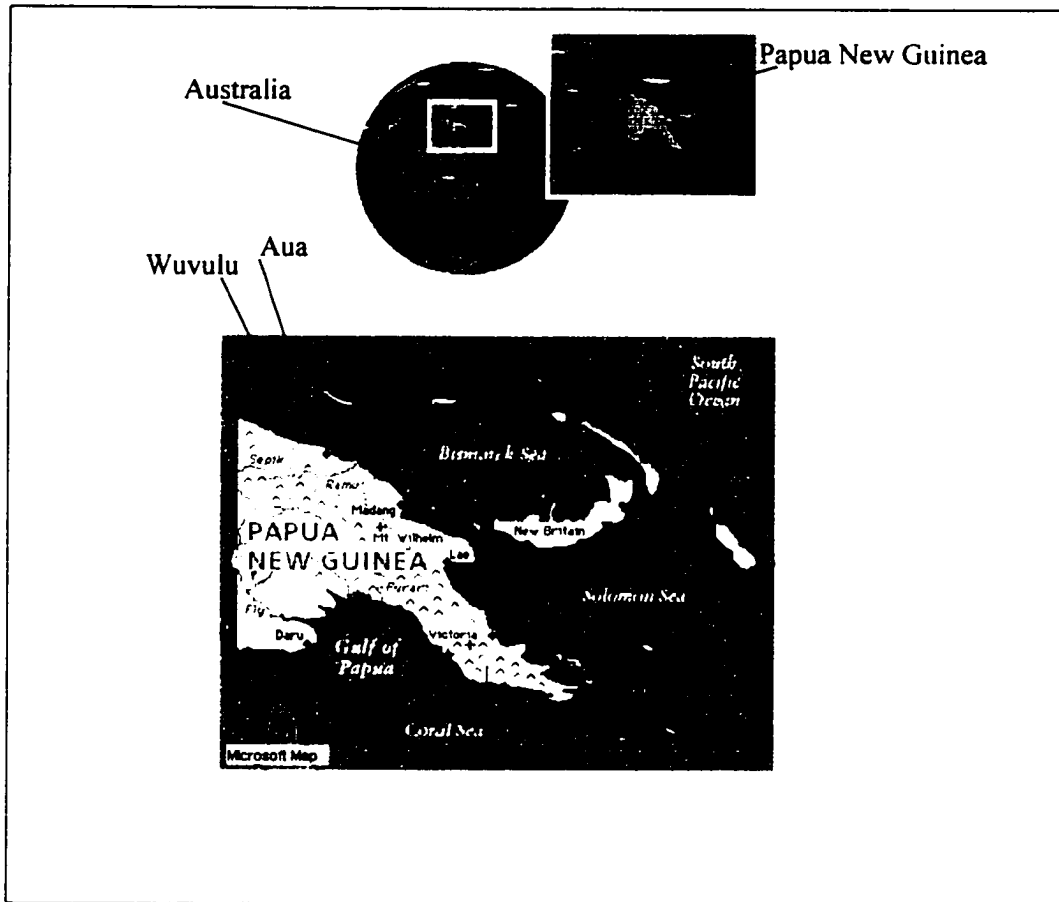 Papua New Guinea
Australia
Aua
Wuvulu
South
Pacific
Ocean
Bismarck Sea
Sepik
Ramu
Madang
Mt. Wilhelm
New Britain
PAPUA
NEW GUINEA
Lae
Purari
Solomon Sea
Fly
Daru
Victoria
Gulf of
Papua
Coral Sea
Microsoft Map